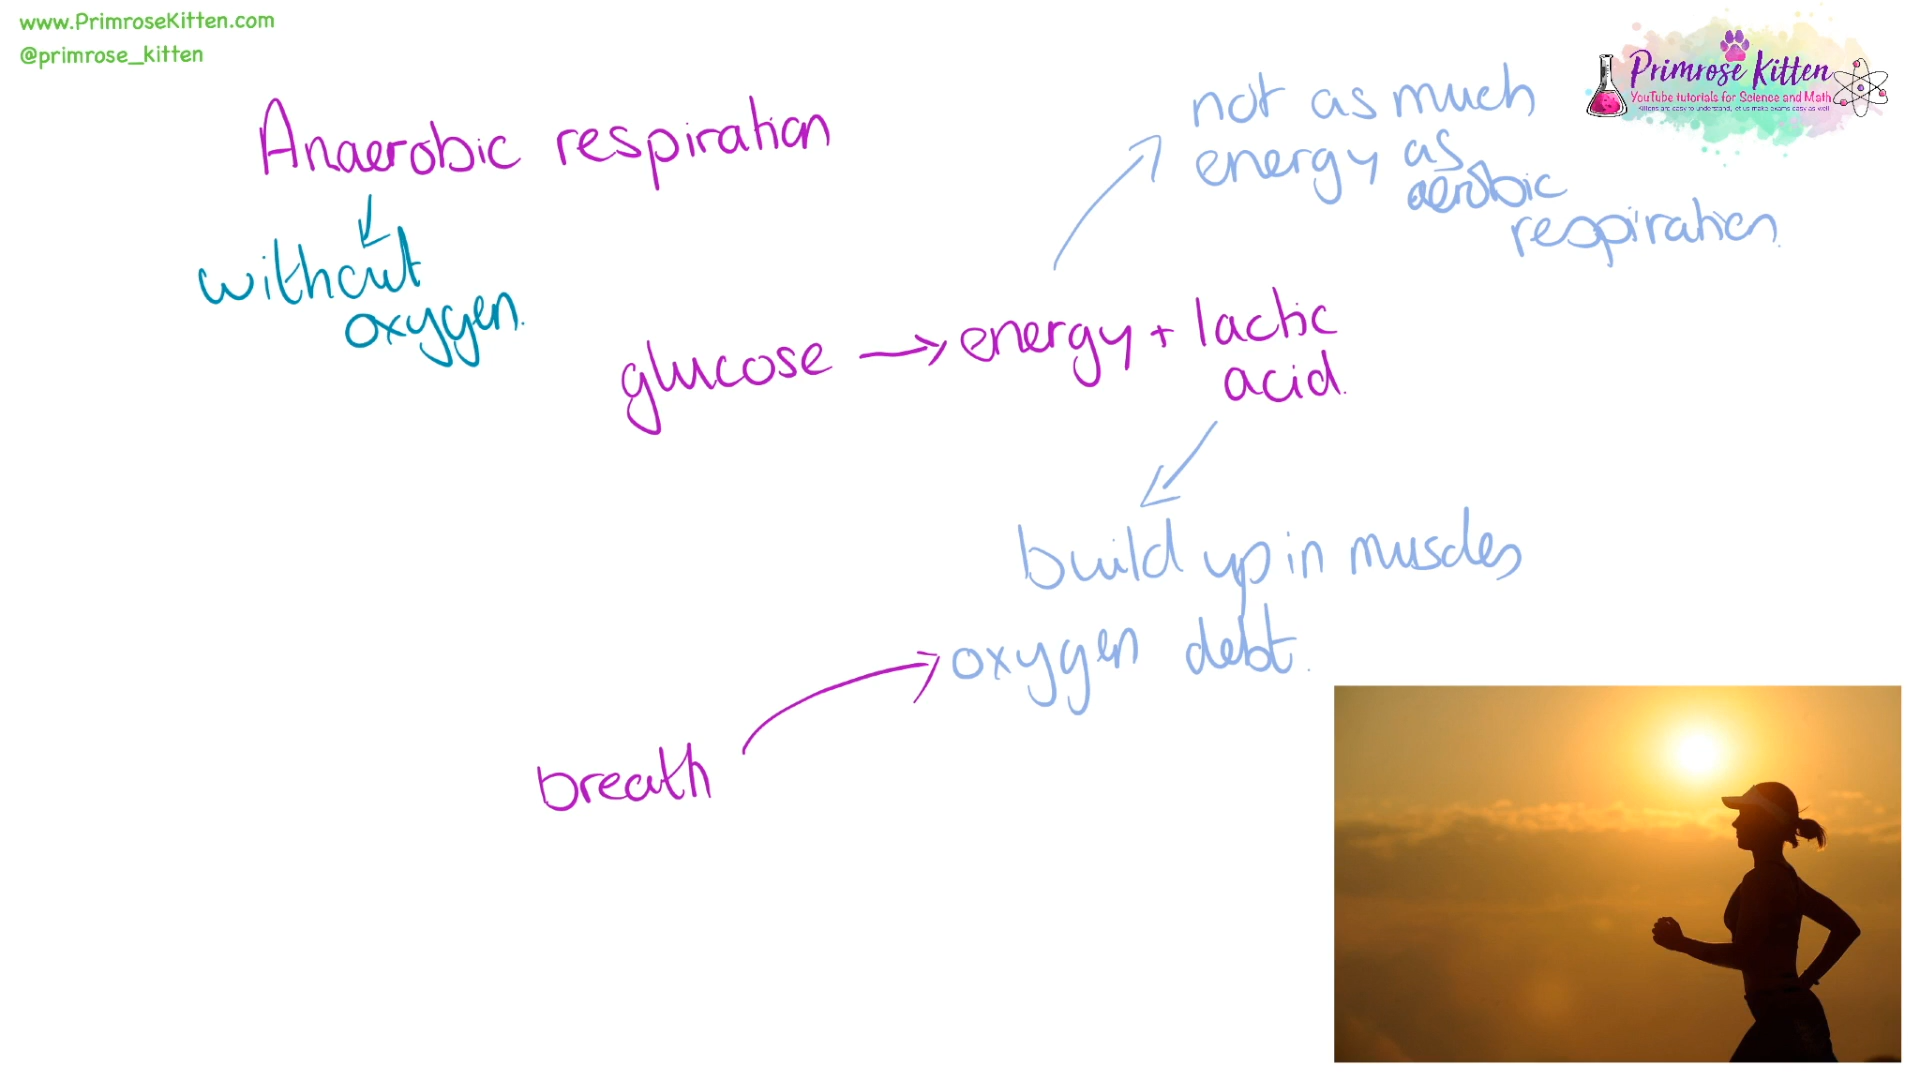 www.PrimroseKitten.com
@primrose_kitten
Primrose Kitten
YouTube tutorials for Science and Math
Anaerobic respiration
without
oxygen.
not as much
energy as
aerobic
respiration.
glucose → energy + lactic
acid.
build up in muscles
oxygen debt.
breath